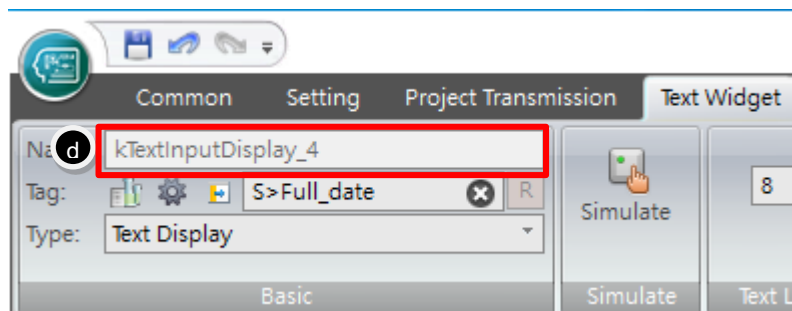 Common Setting Project Transmission Text Widget
d kTextInputDisplay_4
Tag: S>Full_date R
Type: Text Display
Simulate
8
Basic Simulate